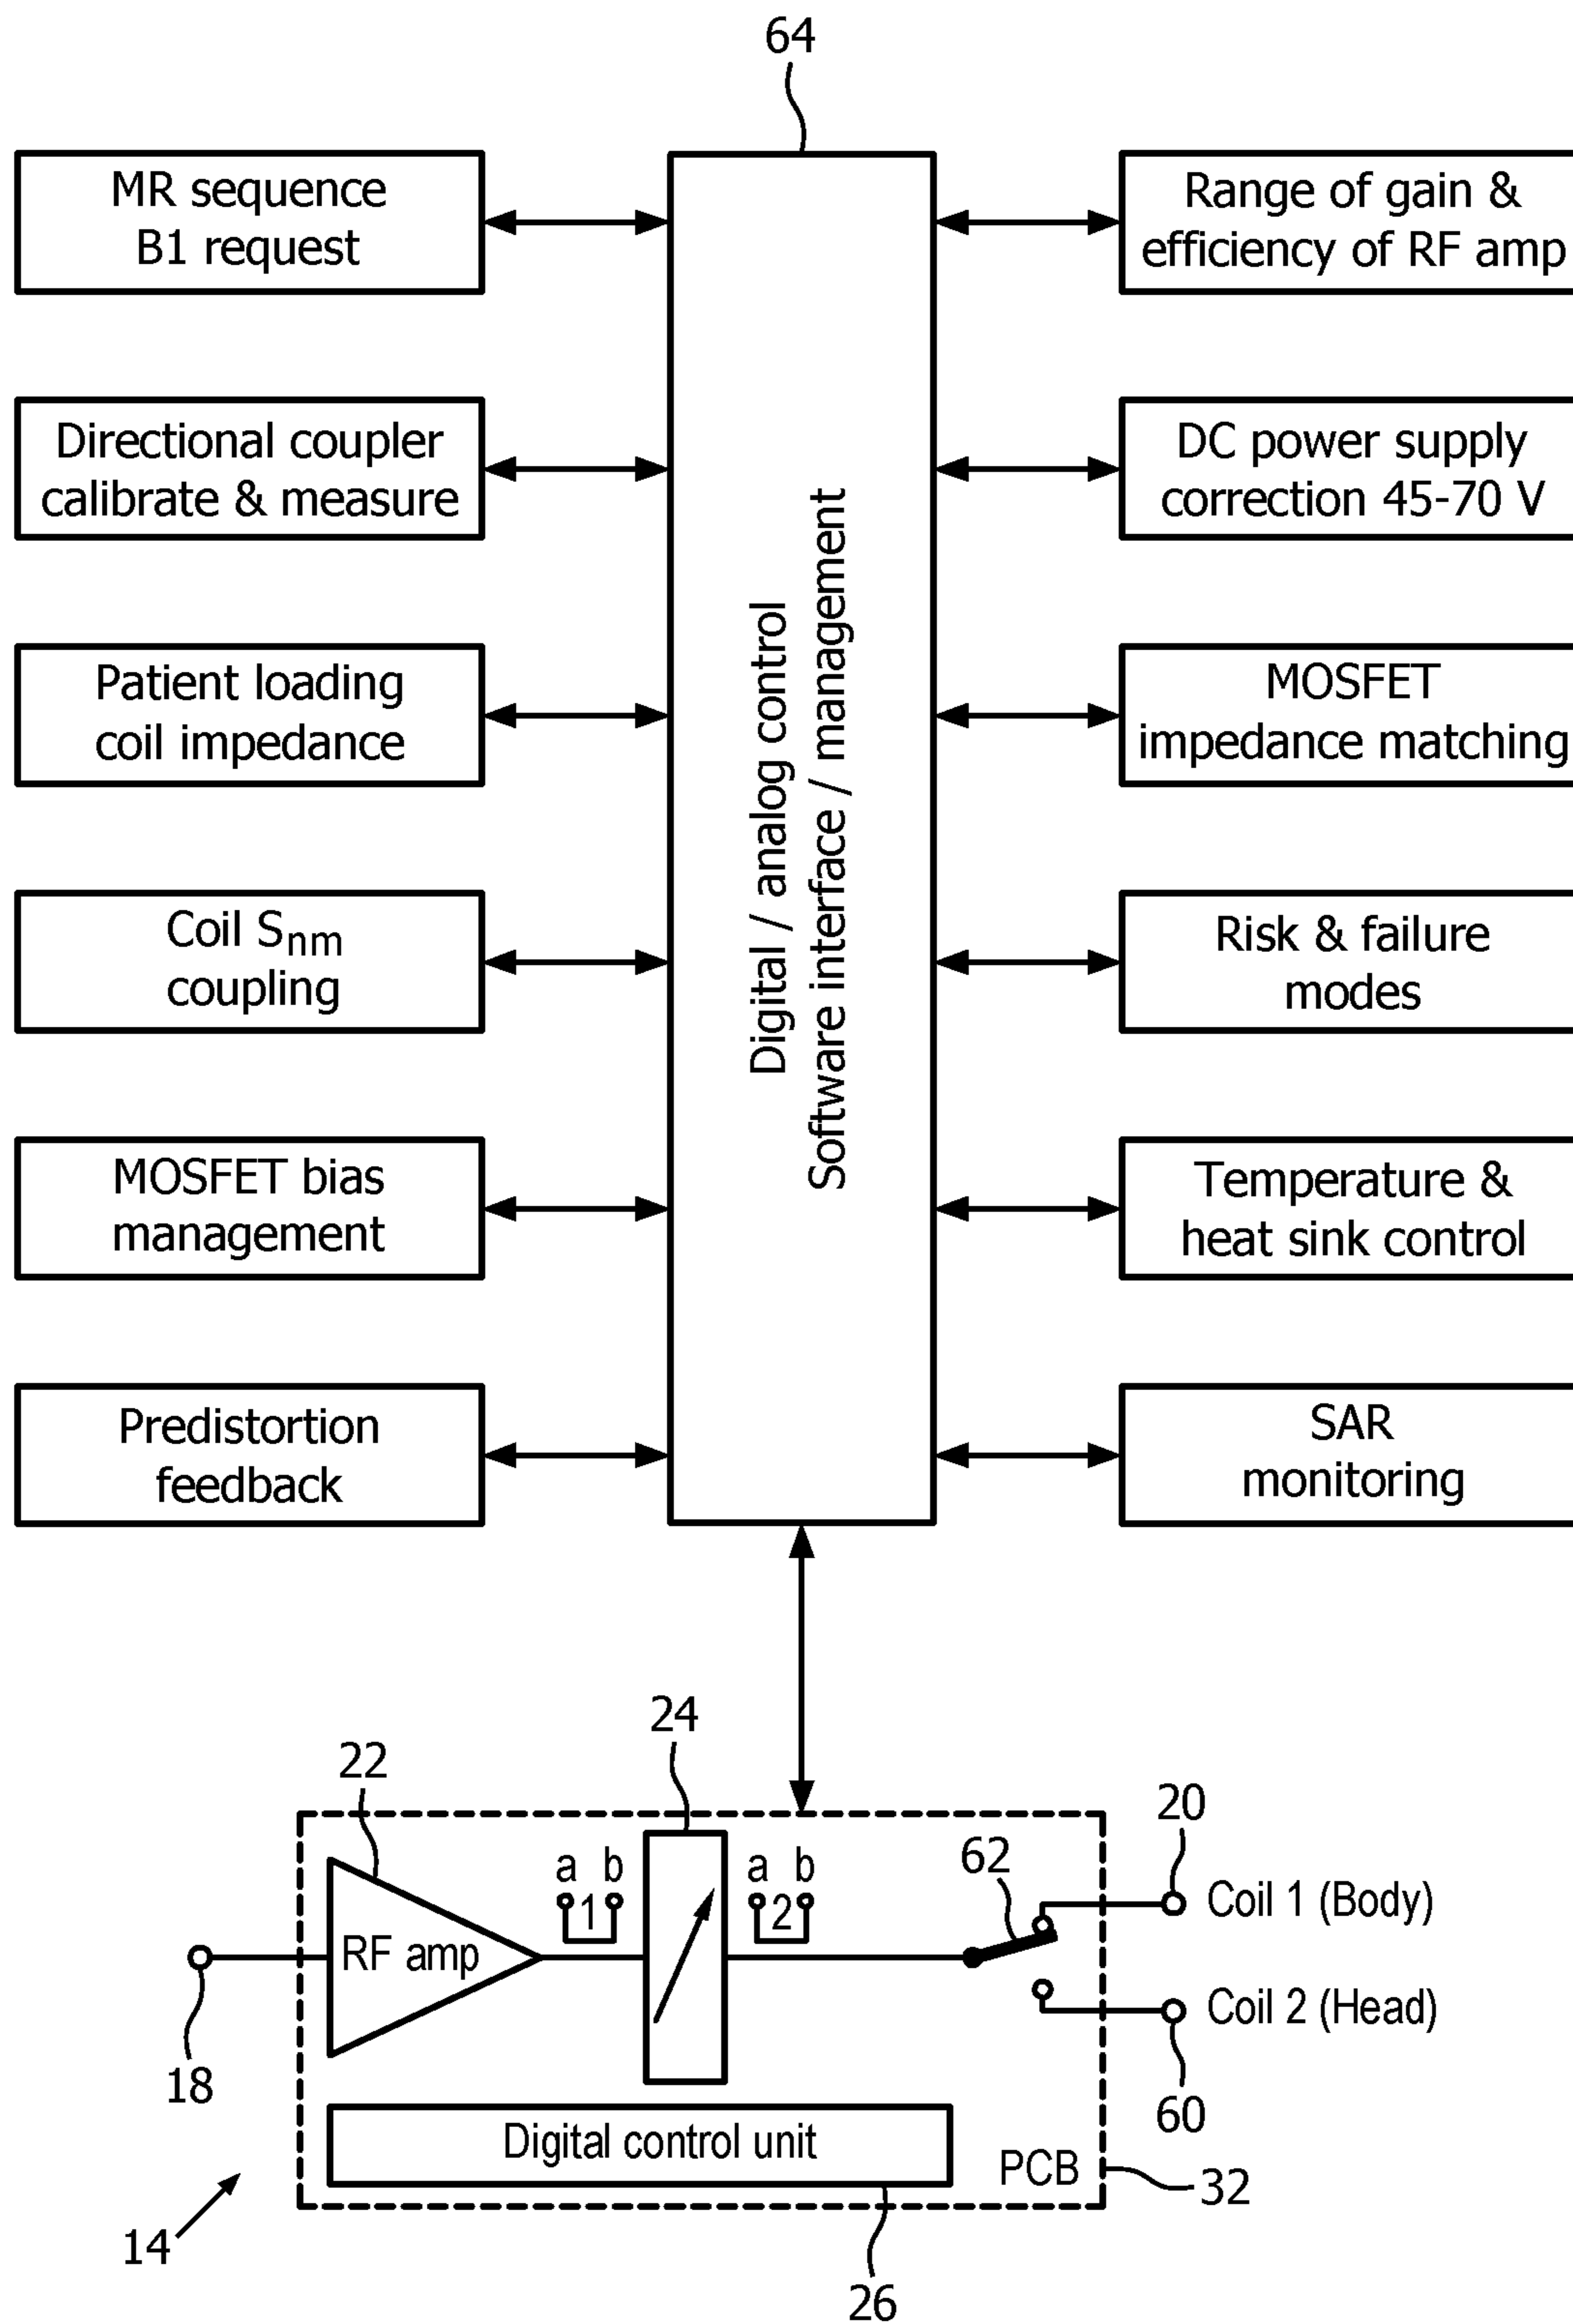 64
MR sequence
B1 request
Range of gain &
efficiency of RF amp
Directional coupler
calibrate & measure
DC power supply
correction 45-70 V
Patient loading
coil impedance
MOSFET
impedance matching
Digital / analog control
Software interface / management
Coil Snm
coupling
Risk & failure
modes
MOSFET bias
management
Temperature &
heat sink control
Predistortion
feedback
SAR
monitoring
24
22
20
62
a b
1
a b
2
Coil 1 (Body)
RF amp
Coil 2 (Head)
18
60
Digital control unit
PCB
32
14
26